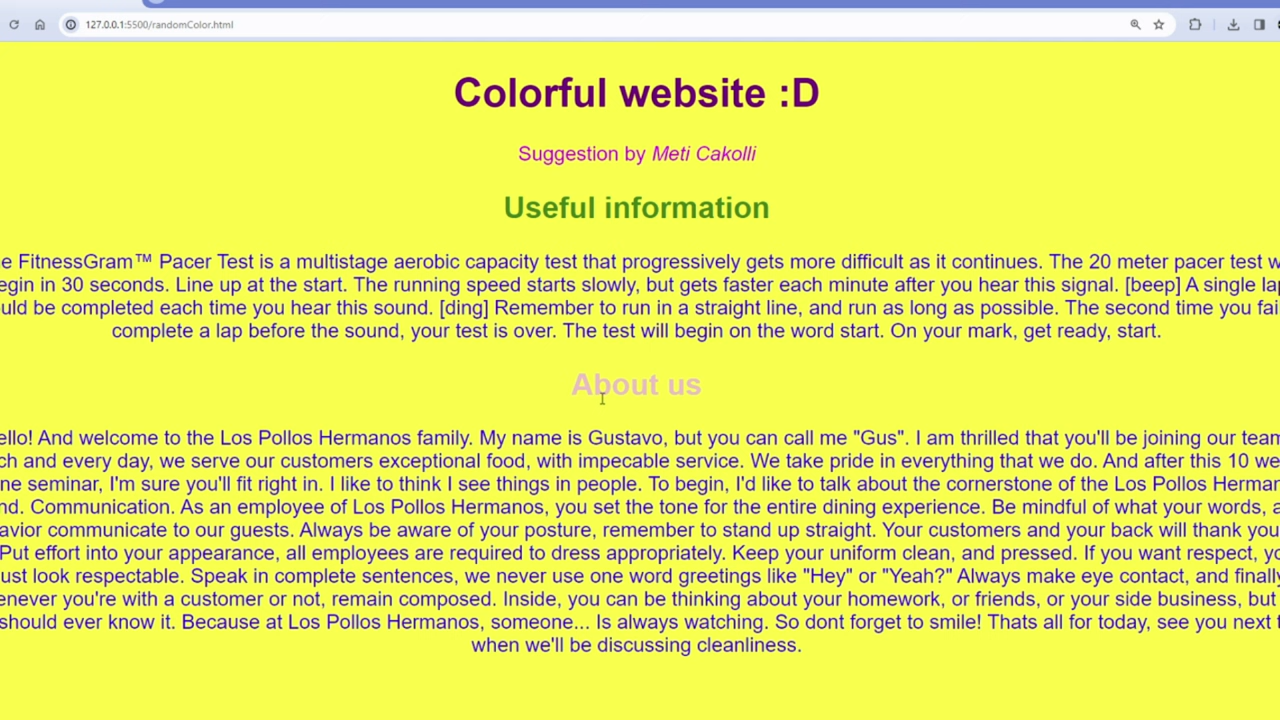 127.0.0.1:5500/randomColor.html
Colorful website :D
Suggestion by Meti Cakolli
Useful information
e FitnessGram™ Pacer Test is a multistage aerobic capacity test that progressively gets more difficult as it continues. The 20 meter pacer test w
egin in 30 seconds. Line up at the start. The running speed starts slowly, but gets faster each minute after you hear this signal. [beep] A single lap
uld be completed each time you hear this sound. [ding] Remember to run in a straight line, and run as long as possible. The second time you fai
complete a lap before the sound, your test is over. The test will begin on the word start. On your mark, get ready, start.
About us
ello! And welcome to the Los Pollos Hermanos family. My name is Gustavo, but you can call me "Gus". I am thrilled that you'll be joining our team
ch and every day, we serve our customers exceptional food, with impecable service. We take pride in everything that we do. And after this 10 we
ne seminar, I'm sure you'll fit right in. I like to think I see things in people. To begin, I'd like to talk about the cornerstone of the Los Pollos Herman
nd. Communication. As an employee of Los Pollos Hermanos, you set the tone for the entire dining experience. Be mindful of what your words, a
avior communicate to our guests. Always be aware of your posture, remember to stand up straight. Your customers and your back will thank you
Put effort into your appearance, all employees are required to dress appropriately. Keep your uniform clean, and pressed. If you want respect, yo
ust look respectable. Speak in complete sentences, we never use one word greetings like "Hey" or "Yeah?" Always make eye contact, and finally
enever you're with a customer or not, remain composed. Inside, you can be thinking about your homework, or friends, or your side business, but
should ever know it. Because at Los Pollos Hermanos, someone... Is always watching. So dont forget to smile! Thats all for today, see you next t
when we'll be discussing cleanliness.